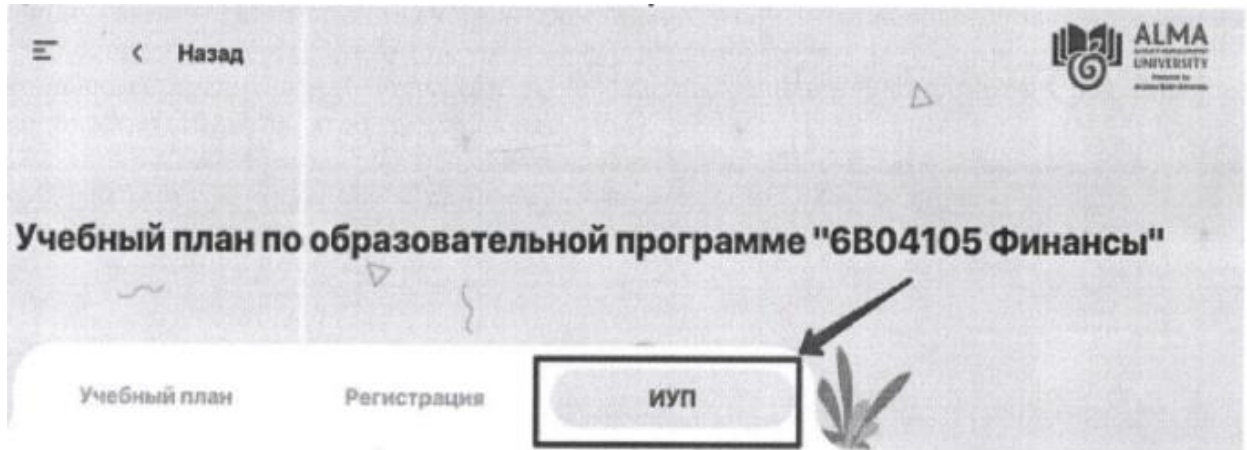 Назад
ALMA
UNIVERSITY
Учебный план по образовательной программе "6В04105 Финансы"
Учебный план
Регистрация
ИУП